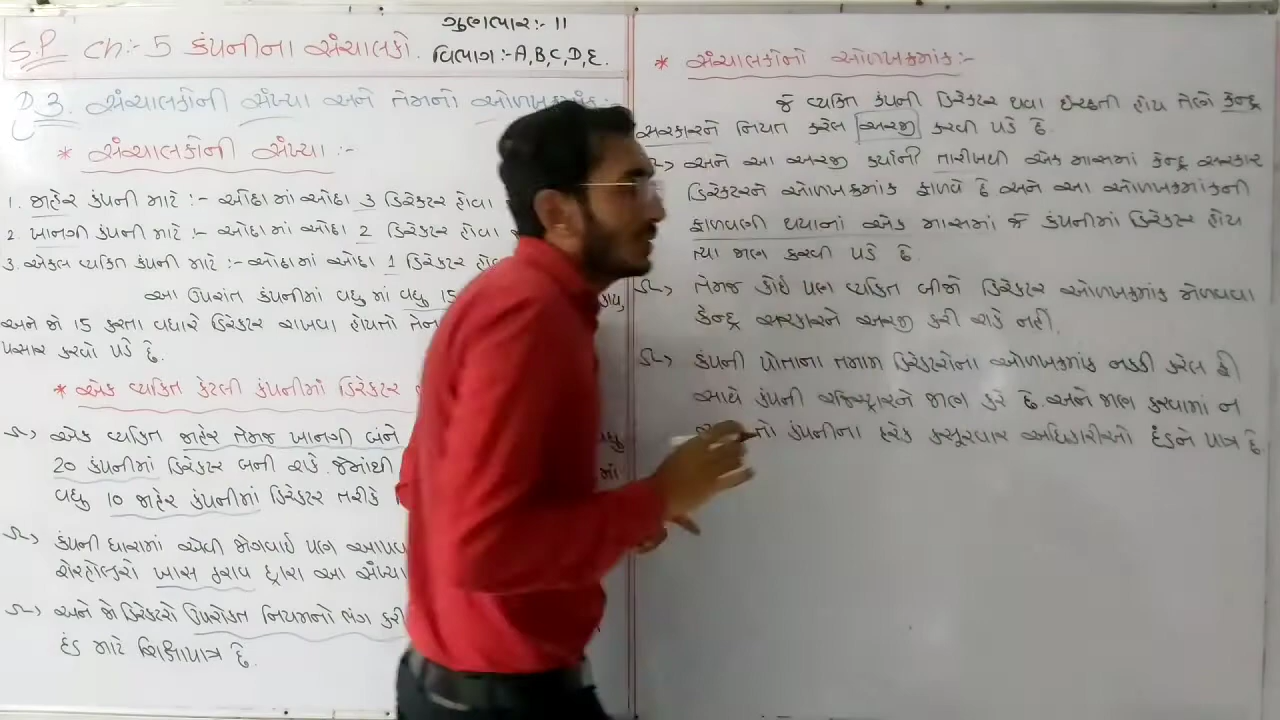 S.P ch:- 5 કંપનીના સંચાલકો.
ગુણભાર:- 11
વિભાગ:- A,B,C,D,E.
D 3. સંચાલકોની સંખ્યા અને તેમનો ઓળખક્રમાંક:-
* સંચાલકોની સંખ્યા :-
1. જાહેર કંપની માટે :- ઓછામાં ઓછા 3 ડિરેક્ટર હોવા
2. ખાનગી કંપની માટે :- ઓછામાં ઓછા 2 ડિરેક્ટર હોવા
3. એકલ વ્યક્તિ કંપની માટે :- ઓછામાં ઓછા 1 ડિરેક્ટર
આ ઉપરાંત કંપનીમાં વધુ માં વધુ 15
અને જો 15 કરતા વધારે ડિરેક્ટર રાખવા હોયતો
પસાર કરવો પડે છે.
* એક વ્યક્તિ કેટલી કંપનીમાં ડિરેક્ટર
એક વ્યક્તિ જાહેર તેમજ ખાનગી બંને
20 કંપનીમાં ડિરેક્ટર બની શકે. જેમાંથી
વધુ 10 જાહેર કંપનીમાં ડિરેક્ટર તરીકે
કંપની ધારામાં એવી જોગવાઈ પણ
શેરહોલ્ડરો ખાસ ઠરાવ દ્વારા આ સંખ્યા
અને જો ડિરેક્ટરો ઉપરોક્ત નિયમનો ભંગ કરી
દંડ માટે શિક્ષાપાત્ર છે.
* સંચાલકોનો ઓળખક્રમાંક:-
જે વ્યક્તિ કંપની ડિરેક્ટર થવા ઈચ્છતી હોય તેણે કેન્દ્ર
સરકારને નિયત કરેલ અરજી કરવી પડે છે.
અને આ અરજી કર્યાની તારીખથી એક માસમાં કેન્દ્ર સરકાર
ડિરેક્ટરને ઓળખક્રમાંક ફાળવે છે અને આ ઓળખક્રમાંકની
ફાળવણી થયાનાં એક માસમાં જે કંપનીમાં ડિરેક્ટર હોય
ત્યા જાણ કરવી પડે છે.
તેમજ કોઈ પણ વ્યક્તિ બીજો ડિરેક્ટર ઓળખક્રમાંક મેળવવા
કેન્દ્ર સરકારને અરજી કરી શકે નહી.
કંપની પોતાના તમામ ડિરેક્ટરોના ઓળખક્રમાંક નક્કી કરેલ ફી
સાથે કંપની રજિસ્ટ્રારને જાણ કરે છે. અને જાણ કરવામાં ન
કંપનીના દરેક કસૂરવાર અધિકારીઓ દંડને પાત્ર છે.